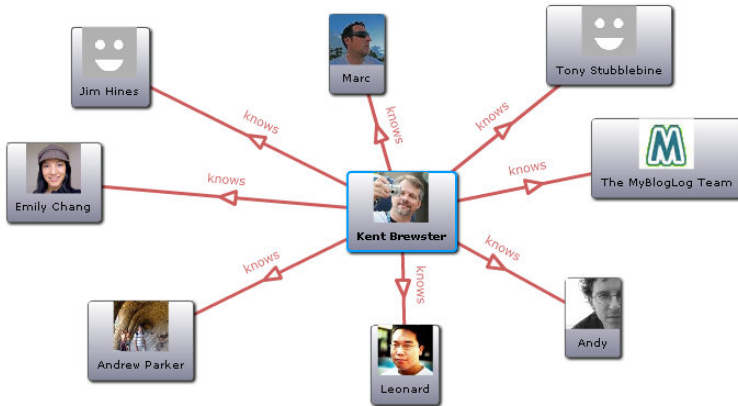 Jim Hines
Marc
Tony Stubblebine
knows
knows
knows
Emily Chang
knows
knows
M
The MyBlogLog Team
Kent Brewster
knows
knows
knows
Andrew Parker
Leonard
Andy